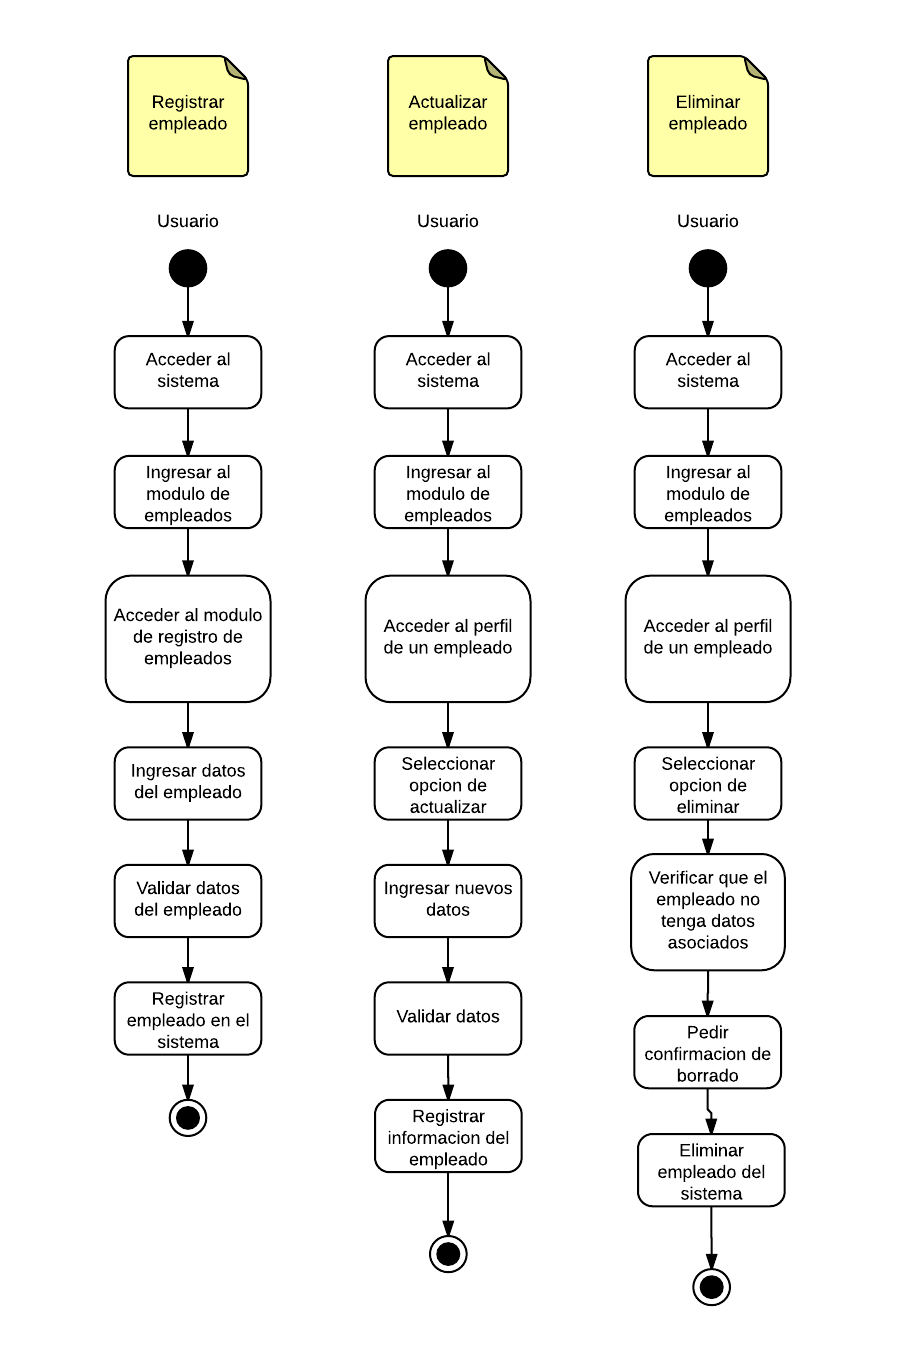 Registrar
empleado
Usuario
Acceder al
sistema
Ingresar al
modulo de
empleados
Acceder al modulo
de registro de
empleados
Ingresar datos
del empleado
Validar datos
del empleado
Registrar
empleado en el
sistema
Actualizar
empleado
Usuario
Acceder al
sistema
Ingresar al
modulo de
empleados
Acceder al perfil
de un empleado
Seleccionar
opcion de
actualizar
Ingresar nuevos
datos
Validar datos
Registrar
informacion del
empleado
Eliminar
empleado
Usuario
Acceder al
sistema
Ingresar al
modulo de
empleados
Acceder al perfil
de un empleado
Seleccionar
opcion de
eliminar
Verificar que el
empleado no
tenga datos
asociados
Pedir
confirmacion de
borrado
Eliminar
empleado del
sistema